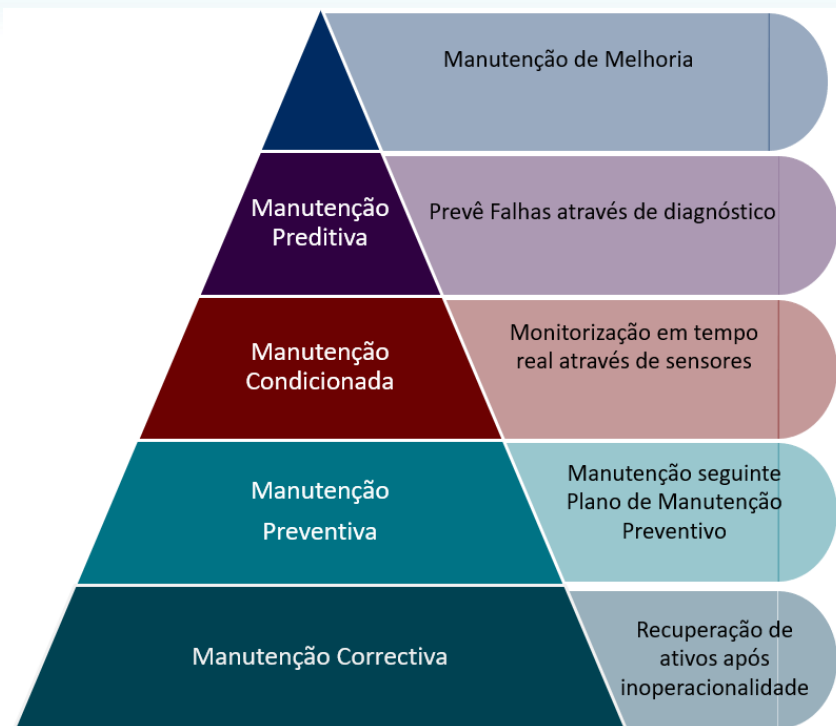 Manutenção de Melhoria
Manutenção
Preditiva
Prevê Falhas através de diagnóstico
Manutenção
Condicionada
Monitorização em tempo
real através de sensores
Manutenção
Preventiva
Manutenção seguinte
Plano de Manutenção
Preventivo
Manutenção Correctiva
Recuperação de
ativos após
inoperacionalidade